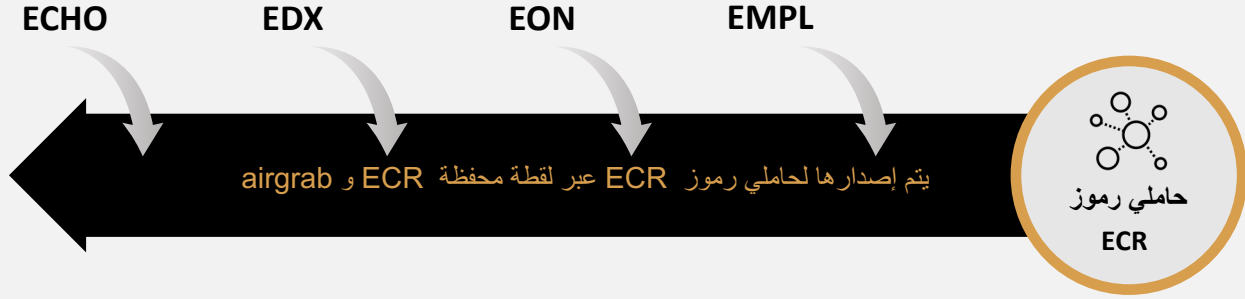 ECHO EDX EON EMPL
يتم إصدارها لحاملي رموز ECR عبر لقطة محفظة ECR و airgrab
حاملي رموز
ECR